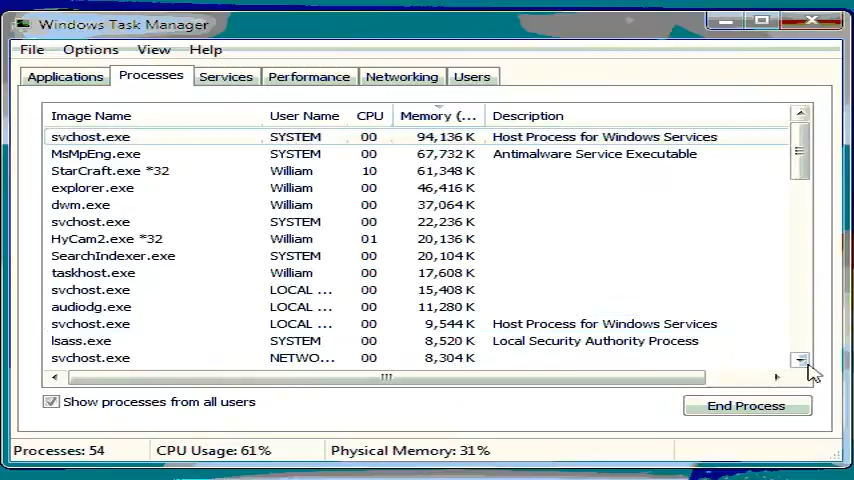 Windows Task Manager
File Options View Help
Applications Processes Services Performance Networking Users
Image Name User Name CPU Memory (... Description
svchost.exe SYSTEM 00 94,136 K Host Process for Windows Services
MsMpEng.exe SYSTEM 00 67,732 K Antimalware Service Executable
StarCraft.exe *32 William 10 61,348 K
explorer.exe William 00 46,416 K
dwm.exe William 00 37,064 K
svchost.exe SYSTEM 00 22,236 K
HyCam2.exe *32 William 01 20,136 K
SearchIndexer.exe SYSTEM 00 20,104 K
taskhost.exe William 00 17,608 K
svchost.exe LOCAL ... 00 15,408 K
audiodg.exe LOCAL ... 00 11,280 K
svchost.exe LOCAL ... 00 9,544 K Host Process for Windows Services
lsass.exe SYSTEM 00 8,520 K Local Security Authority Process
svchost.exe NETWO... 00 8,304 K
Show processes from all users
End Process
Processes: 54 CPU Usage: 61% Physical Memory: 31%